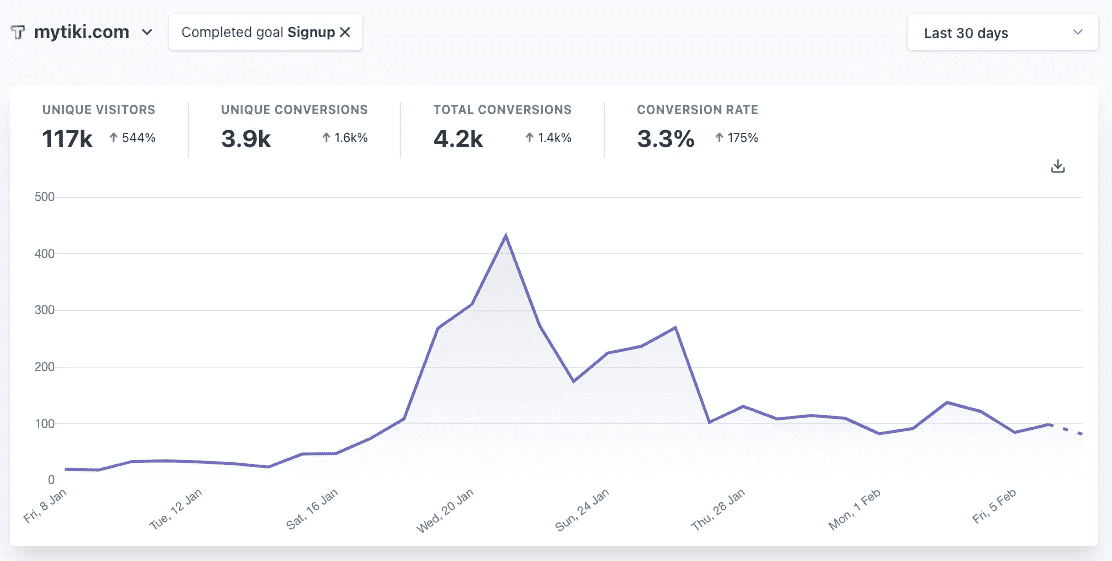 mytiki.com
Completed goal Signup ✕
Last 30 days
UNIQUE VISITORS
117k ↑ 544%
UNIQUE CONVERSIONS
3.9k ↑ 1.6k%
TOTAL CONVERSIONS
4.2k ↑ 1.4k%
CONVERSION RATE
3.3% ↑ 175%
500
400
300
200
100
0
Fri, 8 Jan
Tue, 12 Jan
Sat, 16 Jan
Wed, 20 Jan
Sun, 24 Jan
Thu, 28 Jan
Mon, 1 Feb
Fri, 5 Feb